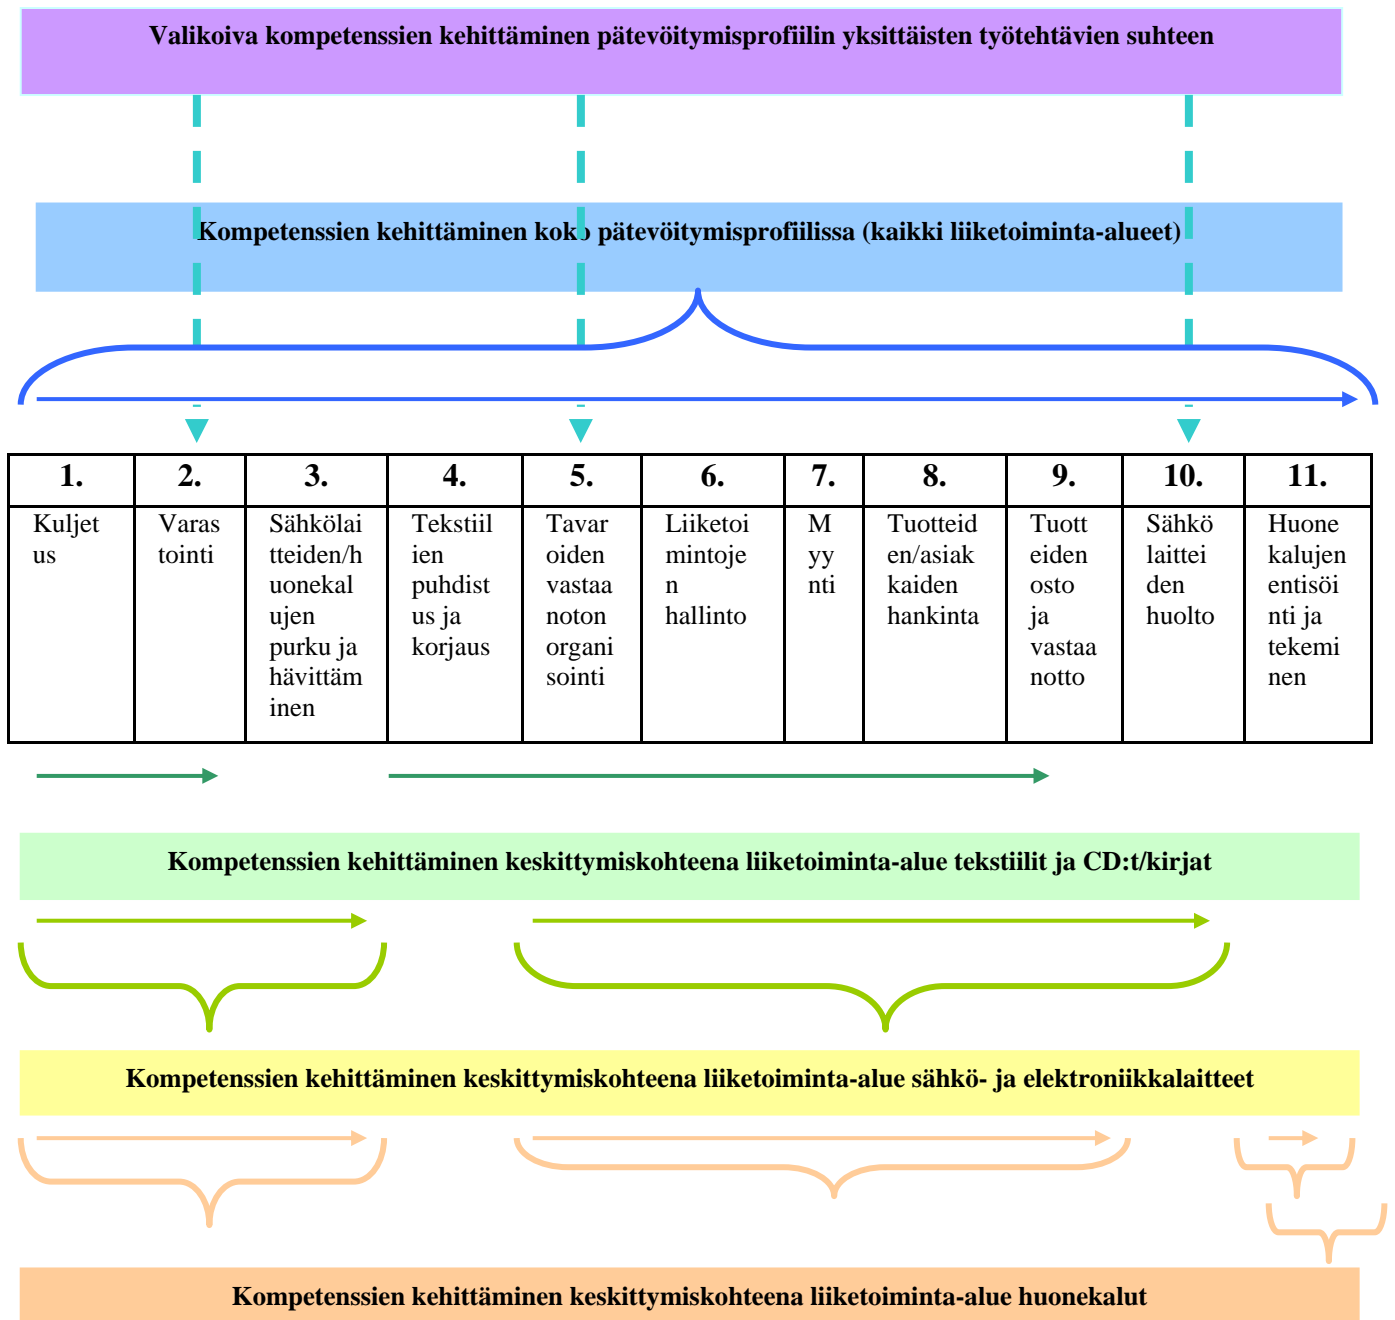 Valikoiva kompetenssien kehittäminen pätevöitymisprofiilin yksittäisten työtehtävien suhteen
Kompetenssien kehittäminen koko pätevöitymisprofiilissa (kaikki liiketoiminta-alueet)
1.
2.
3.
4.
5.
6.
7.
8.
9.
10.
11.
Kuljet
us
Varas
tointi
Sähkölai
tteiden/h
uonekal
ujen
purku ja
hävittäm
inen
Tekstiil
ien
puhdist
us ja
korjaus
Tavar
oiden
vastaa
noton
organi
sointi
Liiketoi
mintoje
n
hallinto
M
yy
nti
Tuotteid
en/asiak
kaiden
hankinta
Tuott
eiden
osto
ja
vastaa
notto
Sähkö
laittei
den
huolto
Huone
kalujen
entisöi
nti ja
tekemi
nen
Kompetenssien kehittäminen keskittymiskohteena liiketoiminta-alue tekstiilit ja CD:t/kirjat
Kompetenssien kehittäminen keskittymiskohteena liiketoiminta-alue sähkö- ja elektroniikkalaitteet
Kompetenssien kehittäminen keskittymiskohteena liiketoiminta-alue huonekalut